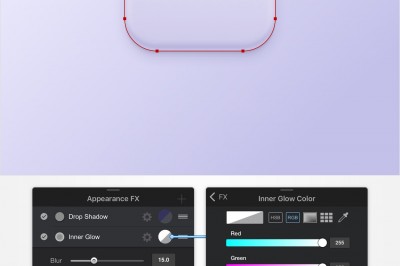 Appearance FX
Drop Shadow
Inner Glow
Blur 15.0
FX Inner Glow Color
HSB RGB
Red
255
Green